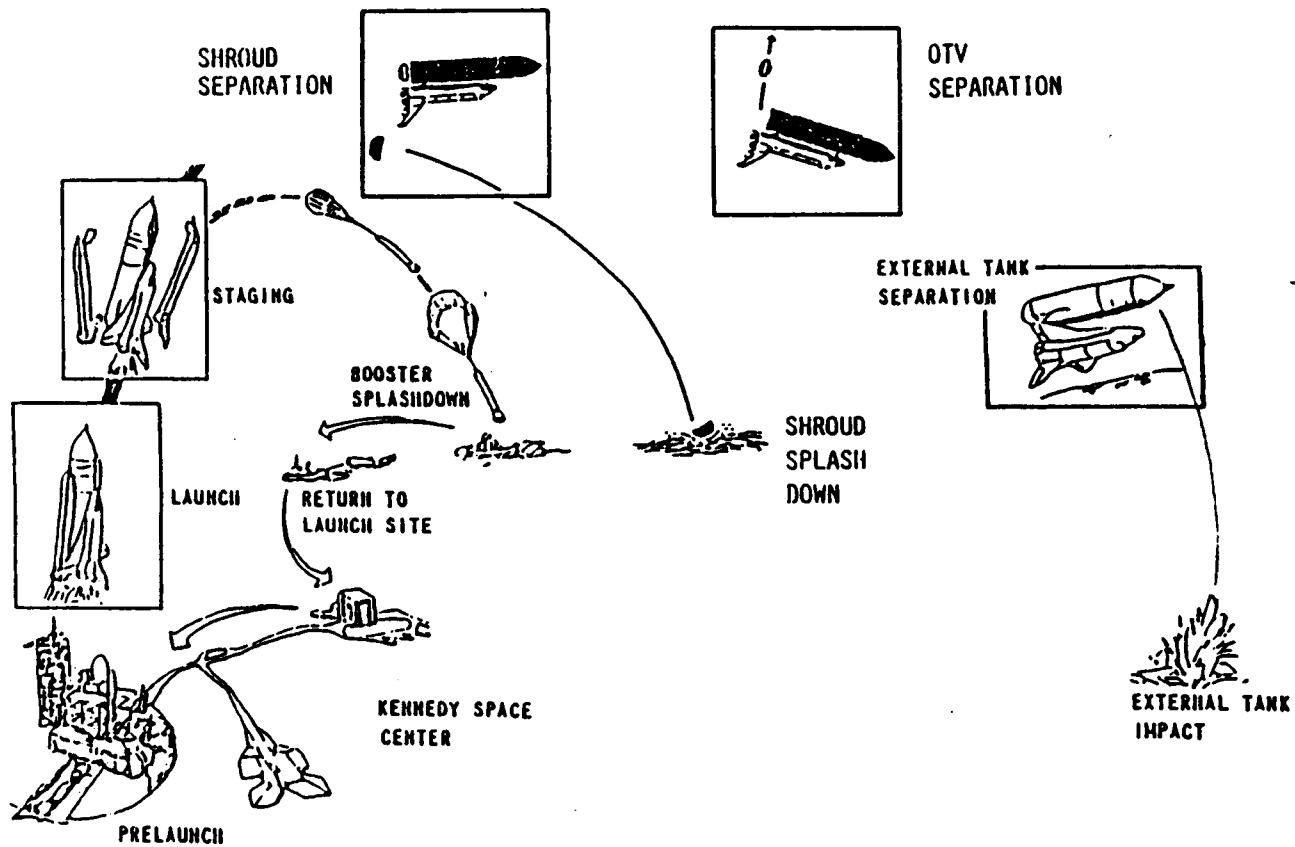 SHROUD
SEPARATION
OTV
SEPARATION
EXTERNAL TANK
SEPARATION
STAGING
BOOSTER
SPLASHDOWN
SHROUD
SPLASH
DOWN
LAUNCH
RETURN TO
LAUNCH SITE
KENNEDY SPACE
CENTER
EXTERNAL TANK
IMPACT
PRELAUNCH